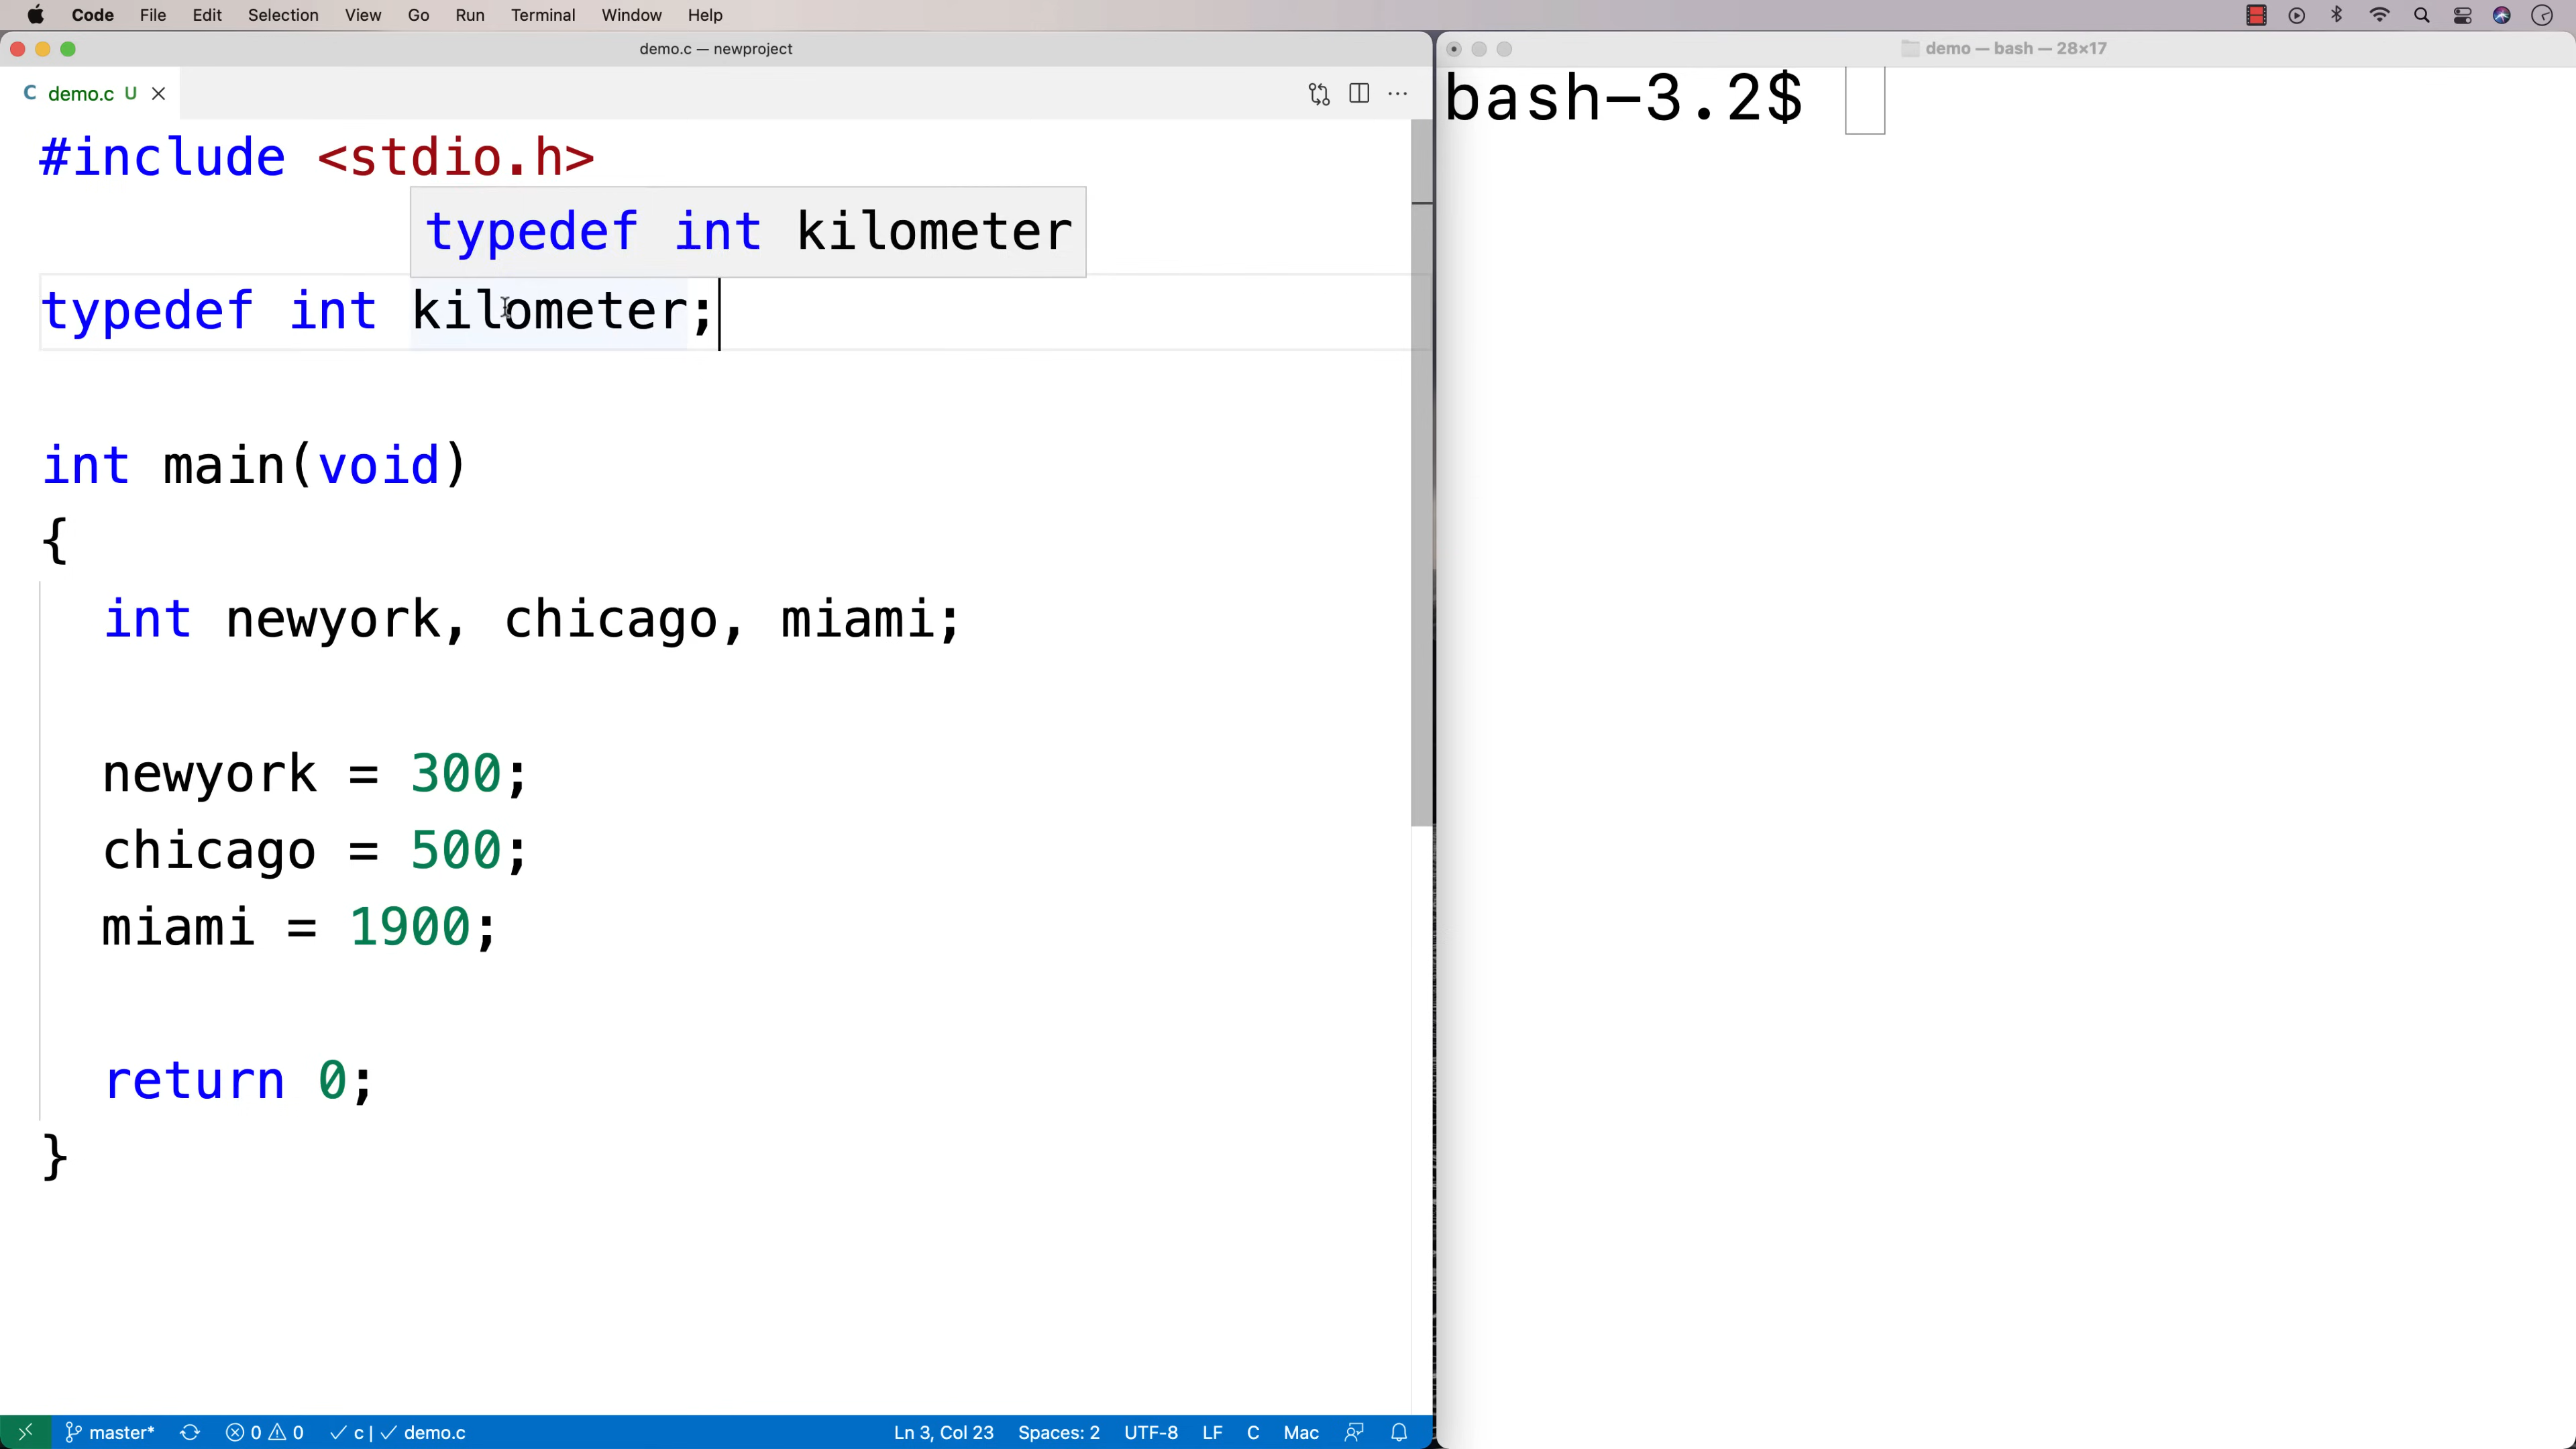 Code File Edit Selection View Go Run Terminal Window Help
demo.c — newproject
demo — bash — 28×17
C demo.c U
bash-3.2$
#include <stdio.h>
typedef int kilometer
typedef int kilometer;
int main(void)
{
int newyork, chicago, miami;
newyork = 300;
chicago = 500;
miami = 1900;
return 0;
}
master* 0 0 c | demo.c Ln 3, Col 23 Spaces: 2 UTF-8 LF C Mac